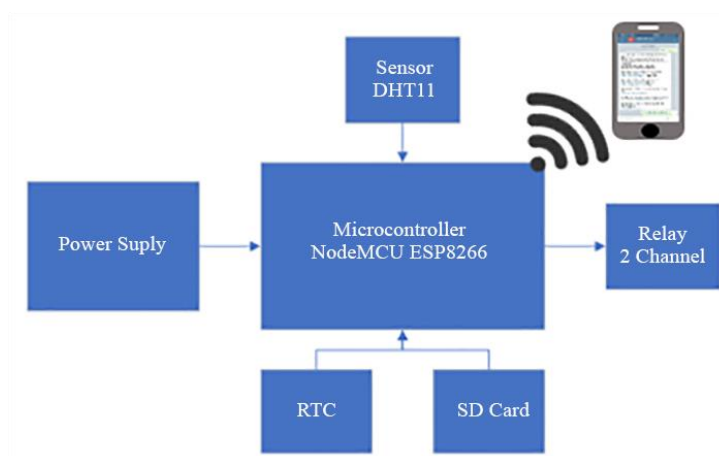 Sensor
DHT11
Microcontroller
NodeMCU ESP8266
Power Suply
Relay
2 Channel
RTC
SD Card